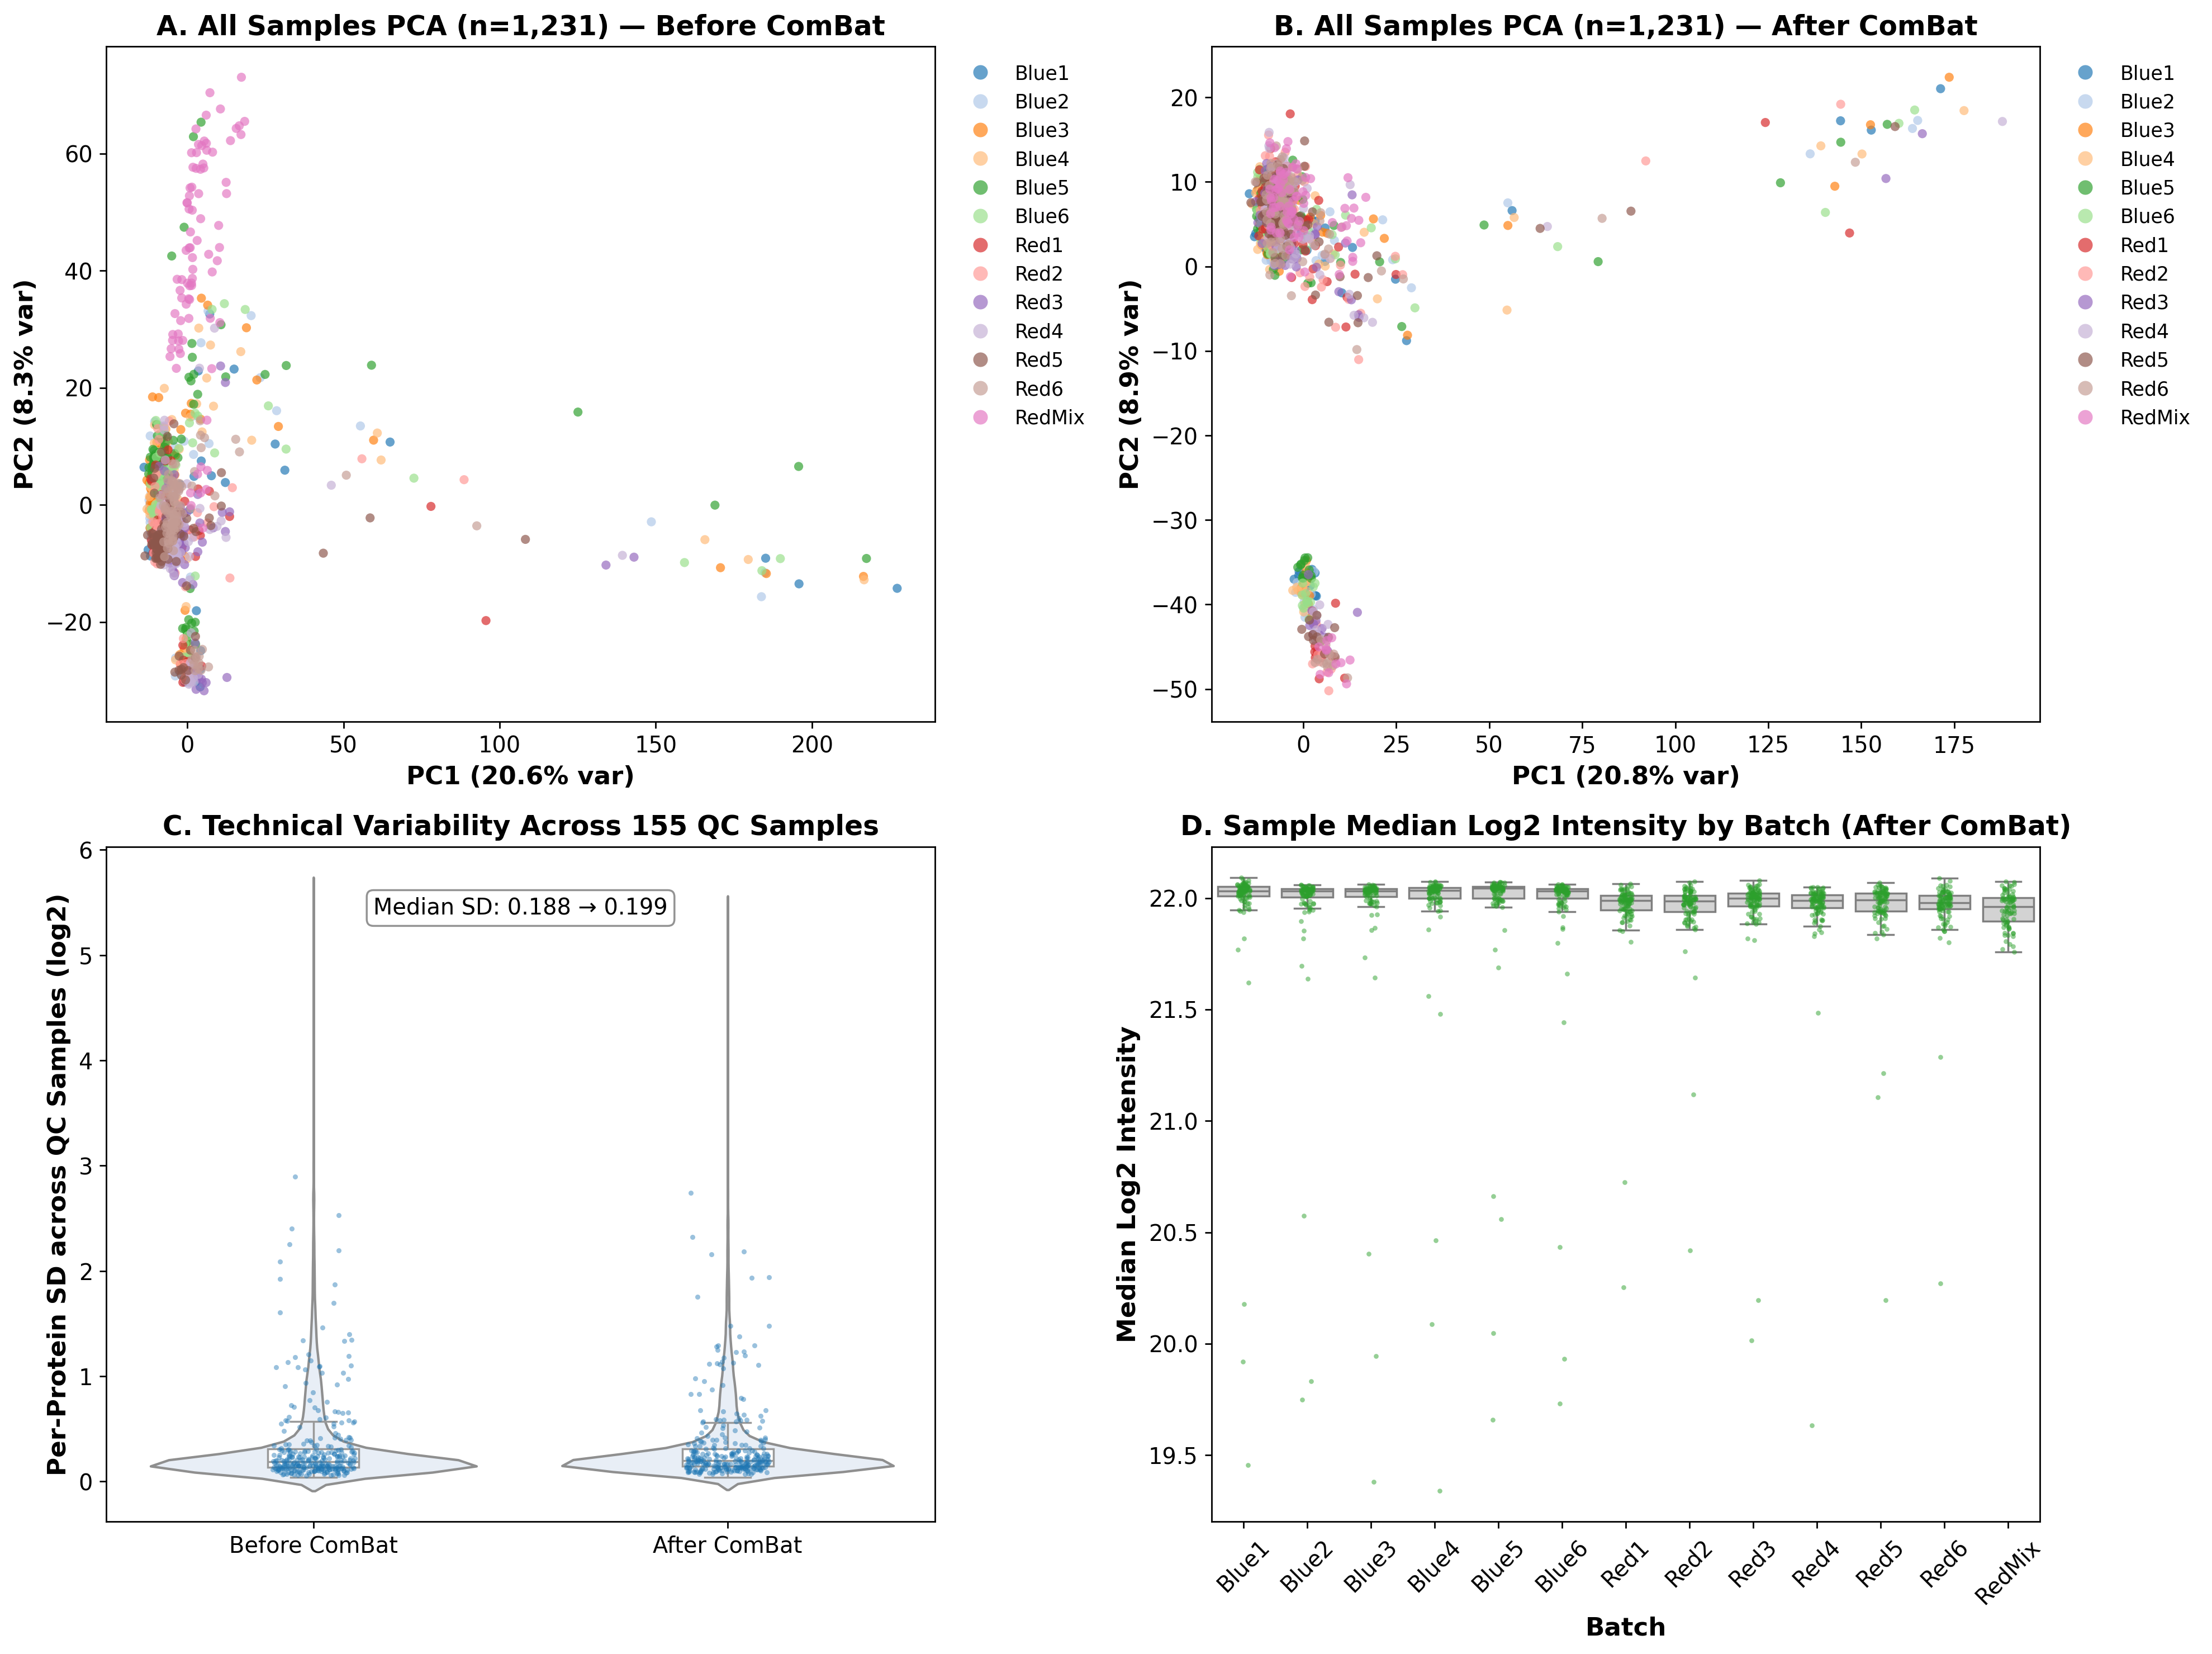 A. All Samples PCA (n=1,231) — Before ComBat
PC2 (8.3% var)
60
40
20
0
−20
0
50
100
150
200
PC1 (20.6% var)
Blue1
Blue2
Blue3
Blue4
Blue5
Blue6
Red1
Red2
Red3
Red4
Red5
Red6
RedMix
B. All Samples PCA (n=1,231) — After ComBat
PC2 (8.9% var)
20
10
0
−10
−20
−30
−40
−50
0
25
50
75
100
125
150
175
PC1 (20.8% var)
Blue1
Blue2
Blue3
Blue4
Blue5
Blue6
Red1
Red2
Red3
Red4
Red5
Red6
RedMix
C. Technical Variability Across 155 QC Samples
Per-Protein SD across QC Samples (log2)
6
5
4
3
2
1
0
Median SD: 0.188 → 0.199
Before ComBat
After ComBat
D. Sample Median Log2 Intensity by Batch (After ComBat)
Median Log2 Intensity
22.0
21.5
21.0
20.5
20.0
19.5
Blue1
Blue2
Blue3
Blue4
Blue5
Blue6
Red1
Red2
Red3
Red4
Red5
Red6
RedMix
Batch